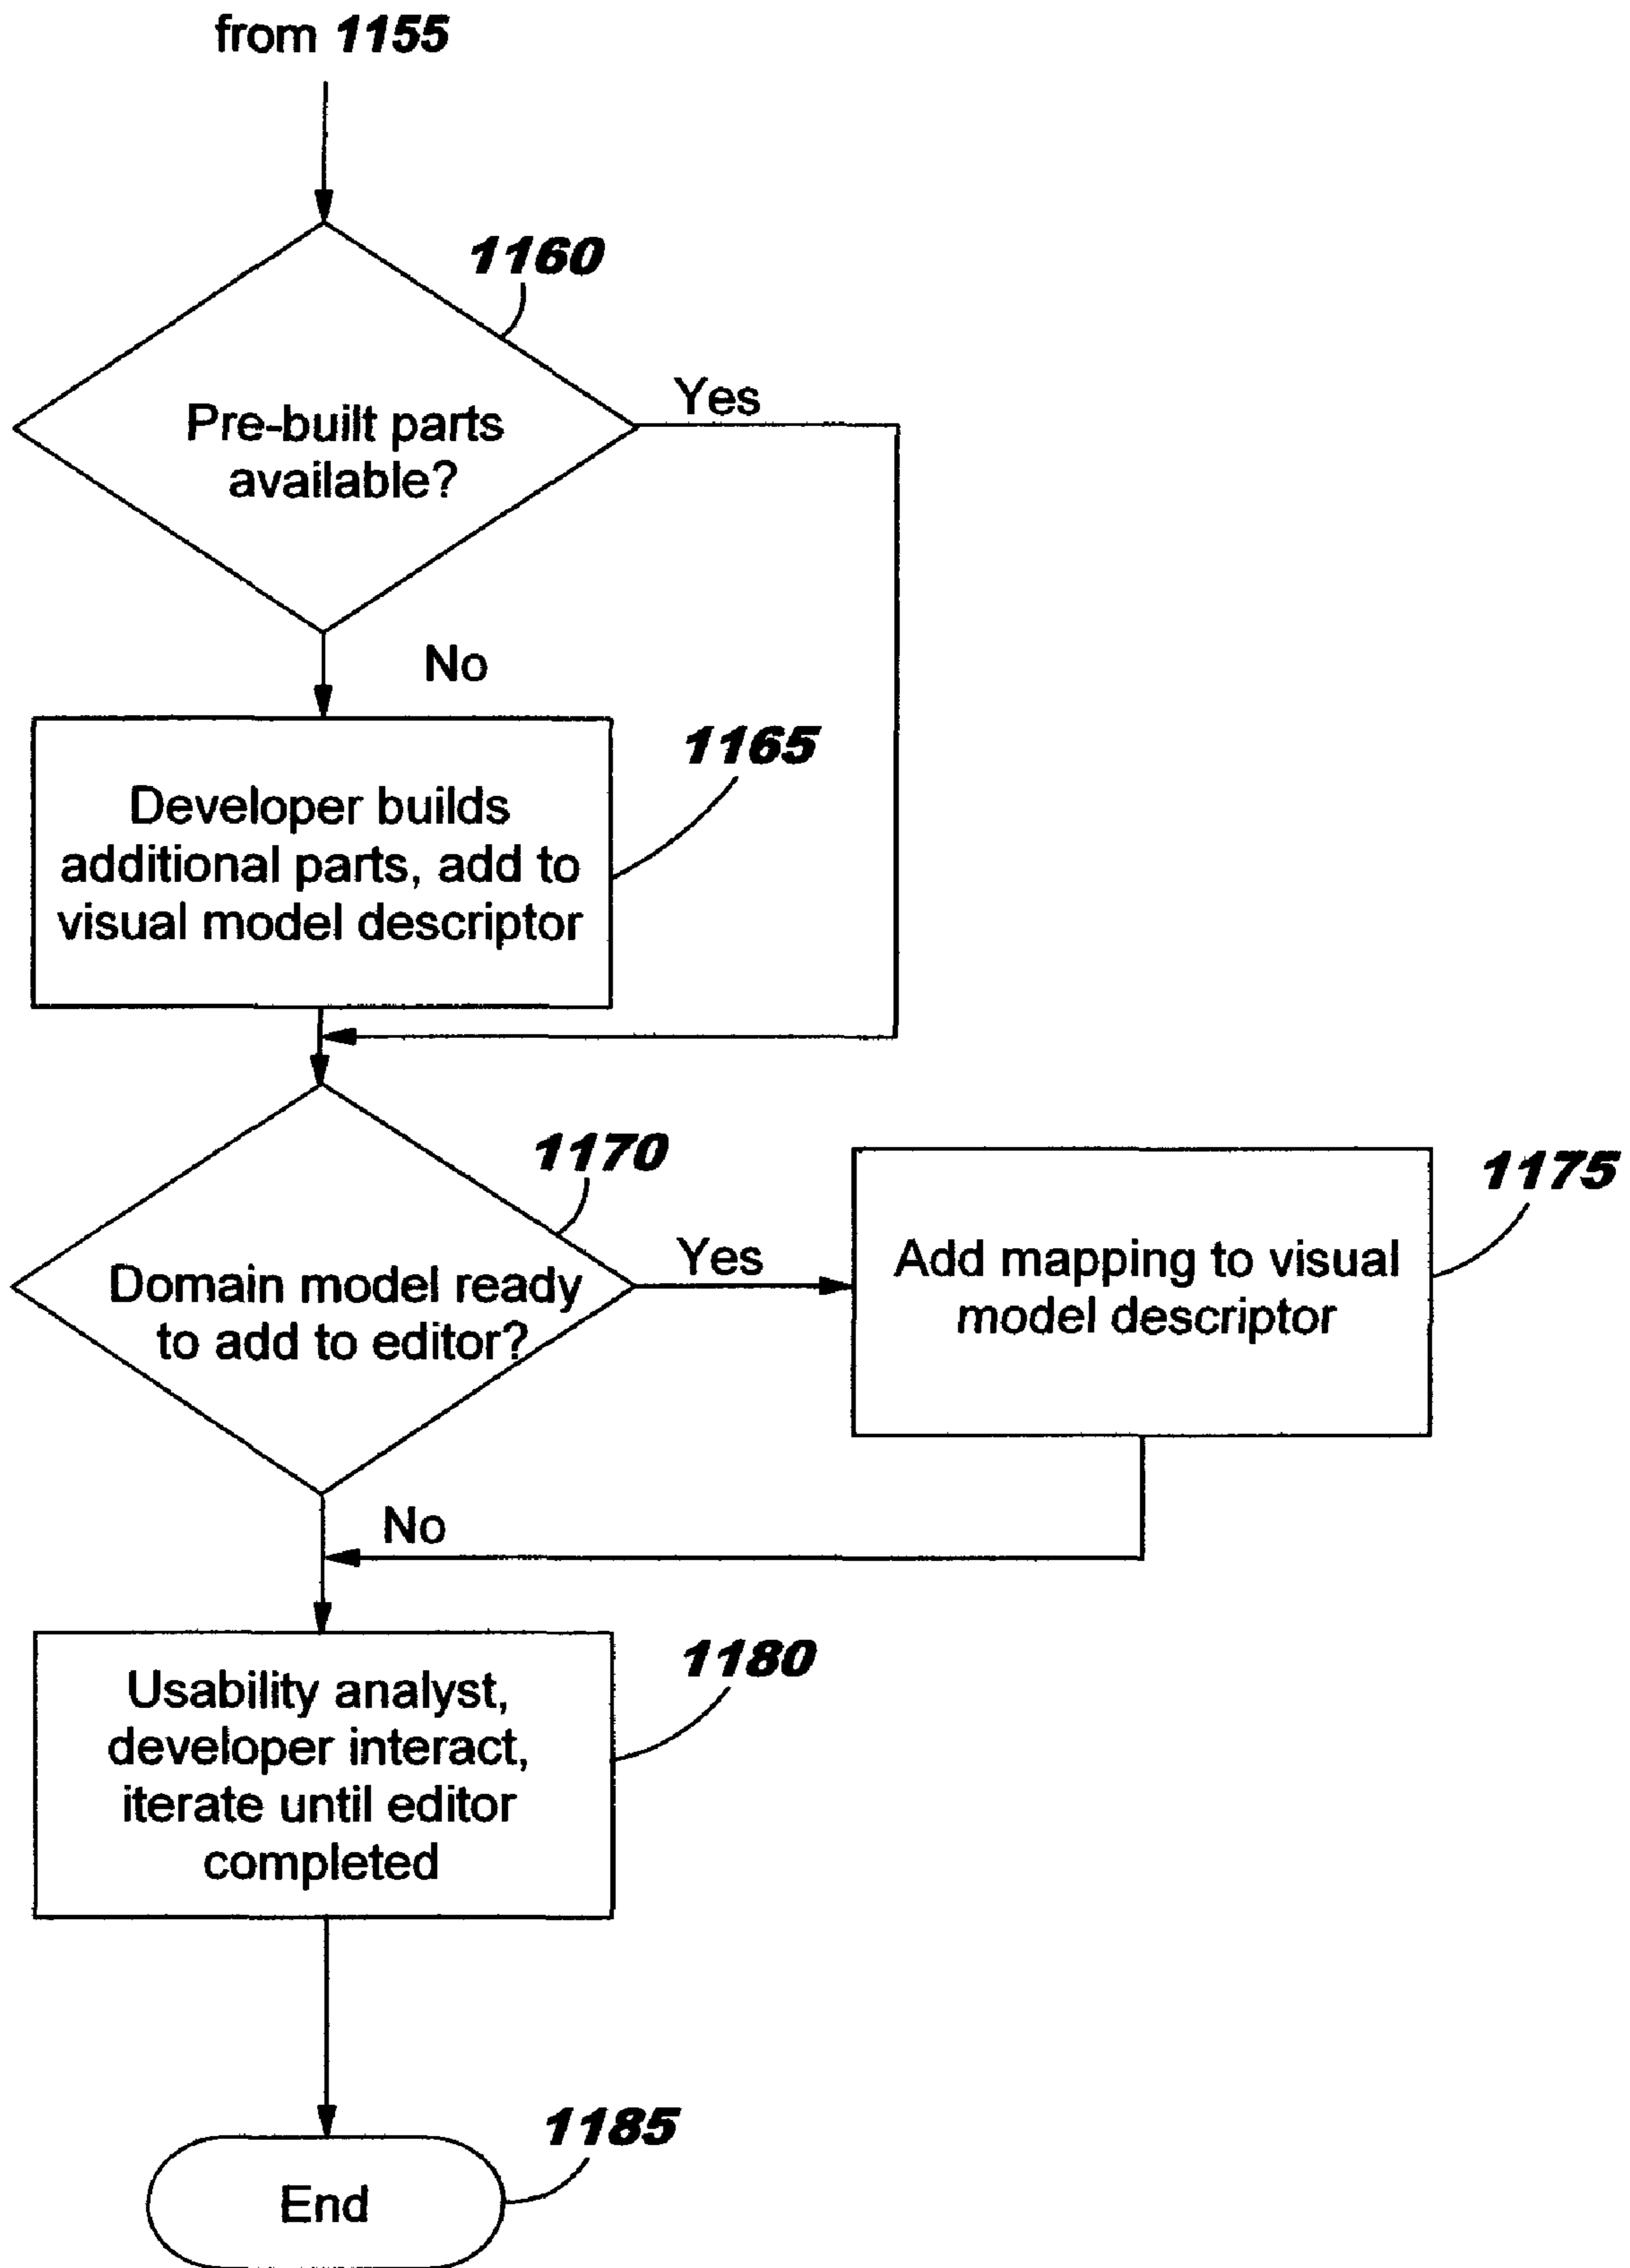 from 1155
1160
Yes
Pre-built parts
available?
No
1165
Developer builds
additional parts, add to
visual model descriptor
1170
1175
Yes
Add mapping to visual
model descriptor
Domain model ready
to add to editor?
No
1180
Usability analyst,
developer interact,
iterate until editor
completed
1185
End